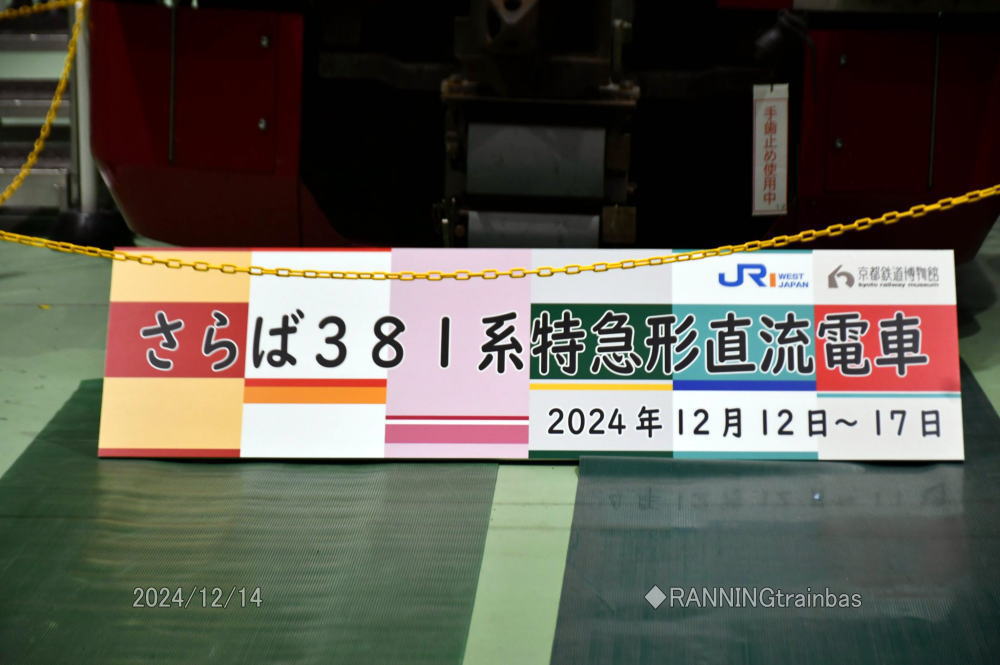 手歯止め使用中
JR WEST JAPAN
京都鉄道博物館
kyoto railway museum
さらば381系特急形直流電車
2024年12月12日～17日
2024/12/14
◆RANNINGtrainbas